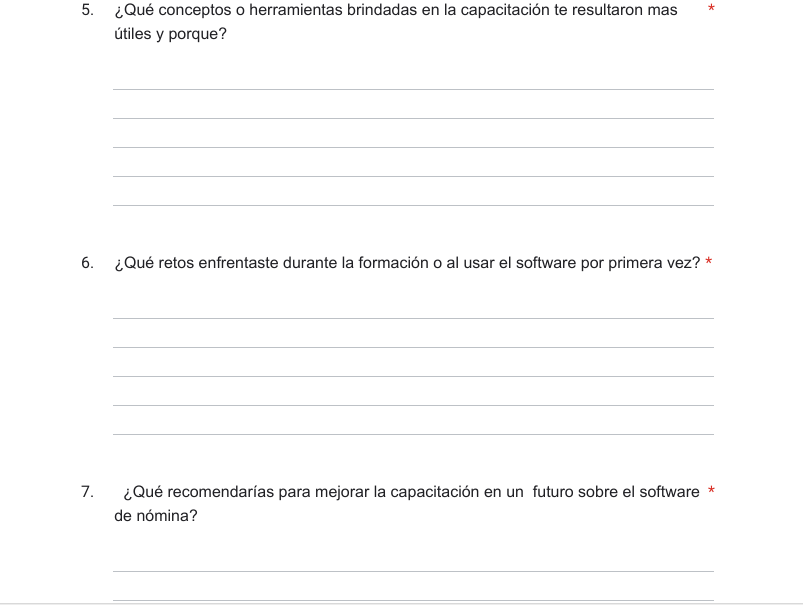 5. ¿Qué conceptos o herramientas brindadas en la capacitación te resultaron mas *
útiles y porque?
6. ¿Qué retos enfrentaste durante la formación o al usar el software por primera vez? *
7. ¿Qué recomendarías para mejorar la capacitación en un futuro sobre el software *
de nómina?